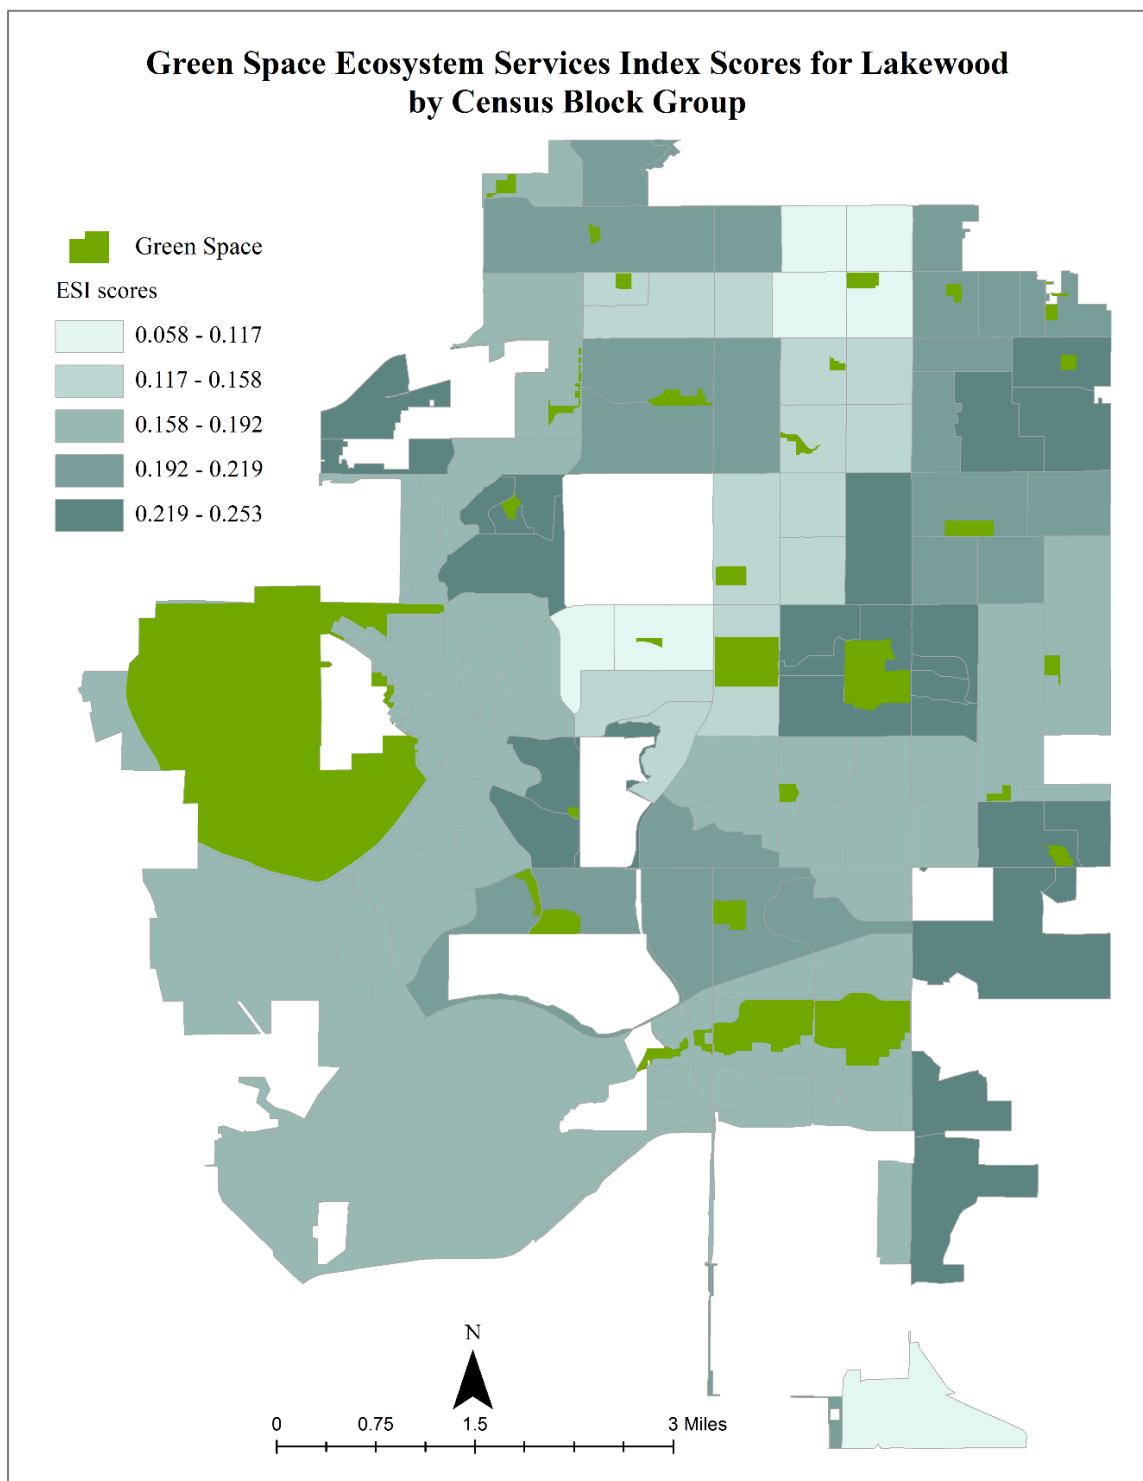 Green Space Ecosystem Services Index Scores for Lakewood
by Census Block Group
Green Space
ESI scores
0.058 - 0.117
0.117 - 0.158
0.158 - 0.192
0.192 - 0.219
0.219 - 0.253
N
0 0.75 1.5 3 Miles